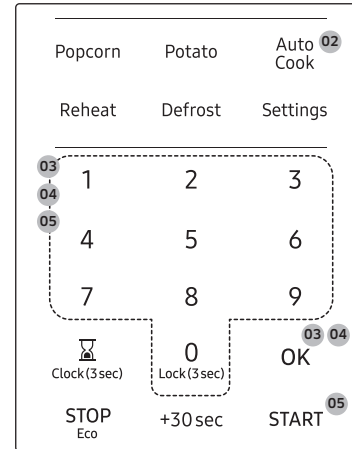 Popcorn Potato Auto Cook 02
Reheat Defrost Settings
03
04
05
1 2 3
4 5 6
7 8 9
03 04
0 OK
Clock(3 sec) Lock(3 sec)
05
STOP +30 sec START
Eco